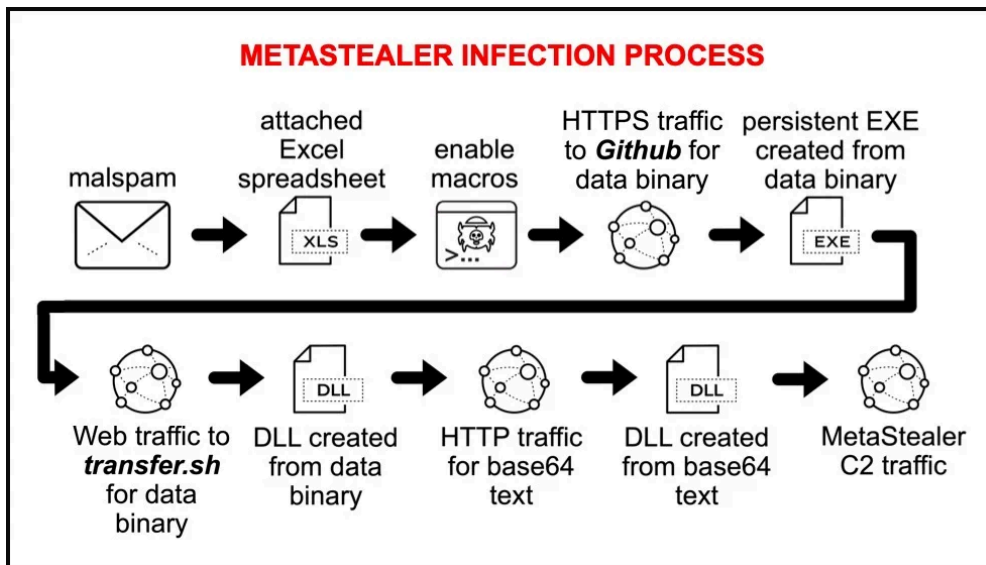 METASTEALER INFECTION PROCESS
malspam
attached
Excel
spreadsheet
XLS
enable
macros
>_...
HTTPS traffic
to Github for
data binary
persistent EXE
created from
data binary
EXE
Web traffic to
transfer.sh
for data
binary
DLL
DLL created
from data
binary
HTTP traffic
for base64
text
DLL
DLL created
from base64
text
MetaStealer
C2 traffic